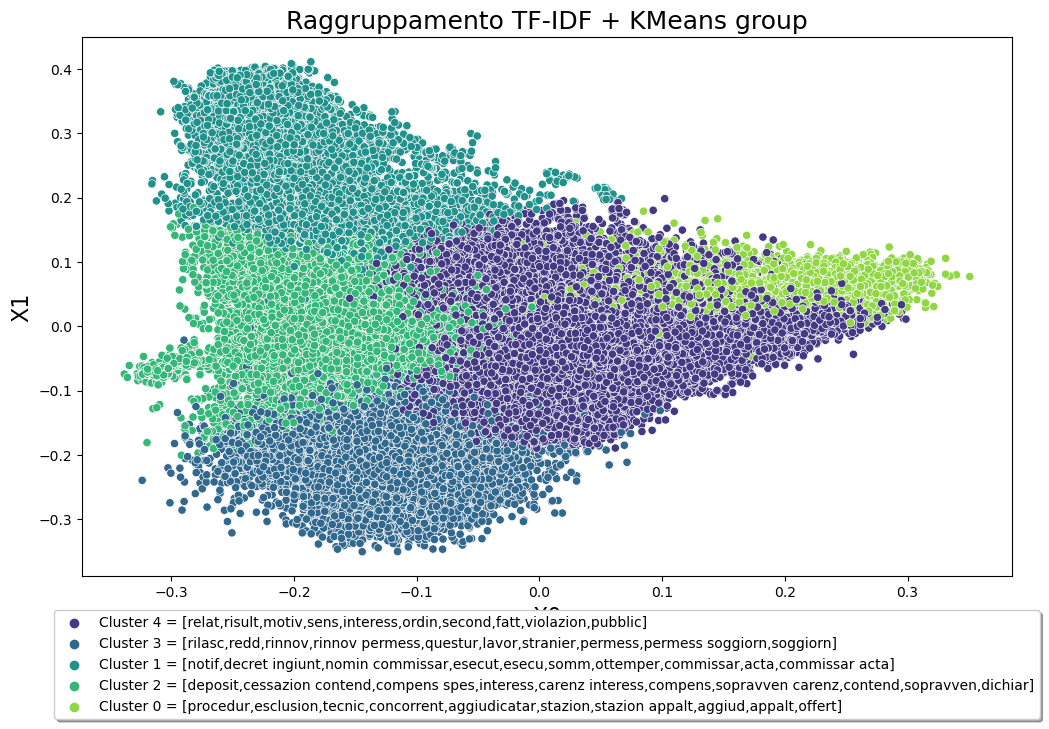 Raggruppamento TF-IDF + KMeans group
0.4
0.3
0.2
0.1
0.0
−0.1
−0.2
−0.3
X1
−0.3 −0.2 −0.1 0.0 0.1 0.2 0.3
Cluster 4 = [relat,risult,motiv,sens,interess,ordin,second,fatt,violazion,pubblic]
Cluster 3 = [rilasc,redd,rinnov,rinnov permess,questur,lavor,stranier,permess,permess soggiorn,soggiorn]
Cluster 1 = [notif,decret ingiunt,nomin commissar,esecut,esecu,somm,ottemper,commissar,acta,commissar acta]
Cluster 2 = [deposit,cessazion contend,compens spes,interess,carenz interess,compens,sopravven carenz,contend,sopravven,dichiar]
Cluster 0 = [procedur,esclusion,tecnic,concorrent,aggiudicatar,stazion,stazion appalt,aggiud,appalt,offert]